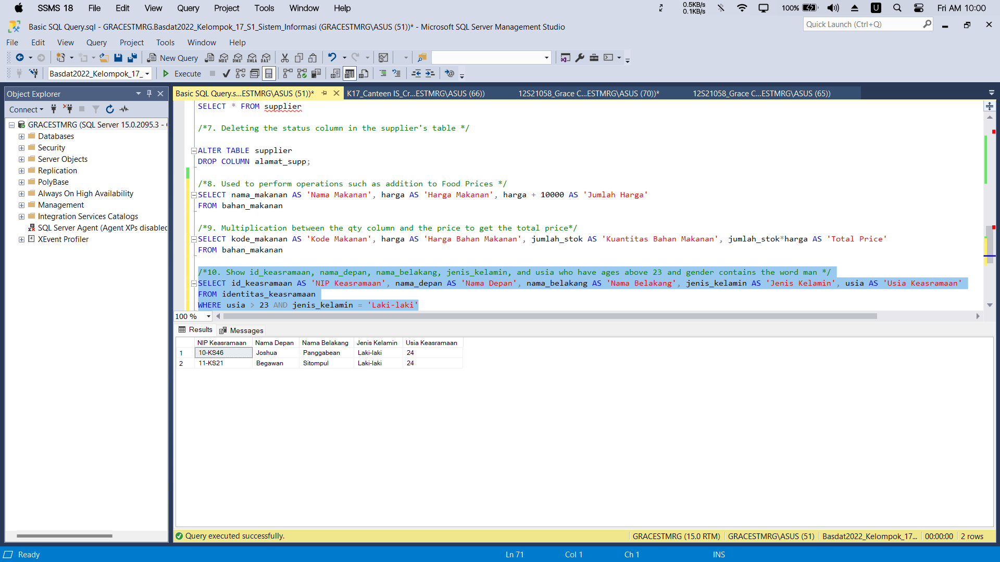 SSMS 18 File Edit View Query Project Tools Window Help 0.5KB/s 0.1KB/s 100% U Fri AM 10:00
Basic SQL Query.sql - GRACESTMRG.Basdat2022_Kelompok_17_S1_Sistem_Informasi (GRACESTMRG\ASUS (51))* - Microsoft SQL Server Management Studio Quick Launch (Ctrl+Q)
File Edit View Query Project Tools Window Help
New Query MDX DMX XMLA DAX
Basdat2022_Kelompok_17_ Execute
Object Explorer
Connect
GRACESTMRG (SQL Server 15.0.2095.3 -
Databases
Security
Server Objects
Replication
PolyBase
Always On High Availability
Management
Integration Services Catalogs
SQL Server Agent (Agent XPs disabled
XEvent Profiler
Basic SQL Query.s...ESTMRG\ASUS (51))* K17_Canteen IS_Cr...ESTMRG\ASUS (66)) 12S21058_Grace C...ESTMRG\ASUS (70))* 12S21058_Grace C...ESTMRG\ASUS (65))
SELECT * FROM supplier
/*7. Deleting the status column in the supplier's table */
ALTER TABLE supplier
DROP COLUMN alamat_supp;
/*8. Used to perform operations such as addition to Food Prices */
SELECT nama_makanan AS 'Nama Makanan', harga AS 'Harga Makanan', harga + 10000 AS 'Jumlah Harga'
FROM bahan_makanan
/*9. Multiplication between the qty column and the price to get the total price*/
SELECT kode_makanan AS 'Kode Makanan', harga AS 'Harga Bahan Makanan', jumlah_stok AS 'Kuantitas Bahan Makanan', jumlah_stok*harga AS 'Total Price'
FROM bahan_makanan
/*10. Show id_keasramaan, nama_depan, nama_belakang, jenis_kelamin, and usia who have ages above 23 and gender contains the word man */
SELECT id_keasramaan AS 'NIP Keasramaan', nama_depan AS 'Nama Depan', nama_belakang AS 'Nama Belakang', jenis_kelamin AS 'Jenis Kelamin', usia AS 'Usia Keasramaan'
FROM identitas_keasramaan
WHERE usia > 23 AND jenis_kelamin = 'Laki-laki'
100 %
Results Messages
NIP Keasramaan Nama Depan Nama Belakang Jenis Kelamin Usia Keasramaan
1 10-KS46 Joshua Panggabean Laki-laki 24
2 11-KS21 Begawan Sitompul Laki-laki 24
Query executed successfully. GRACESTMRG (15.0 RTM) GRACESTMRG\ASUS (51) Basdat2022_Kelompok_17... 00:00:00 2 rows
Ready Ln 71 Col 1 Ch 1 INS